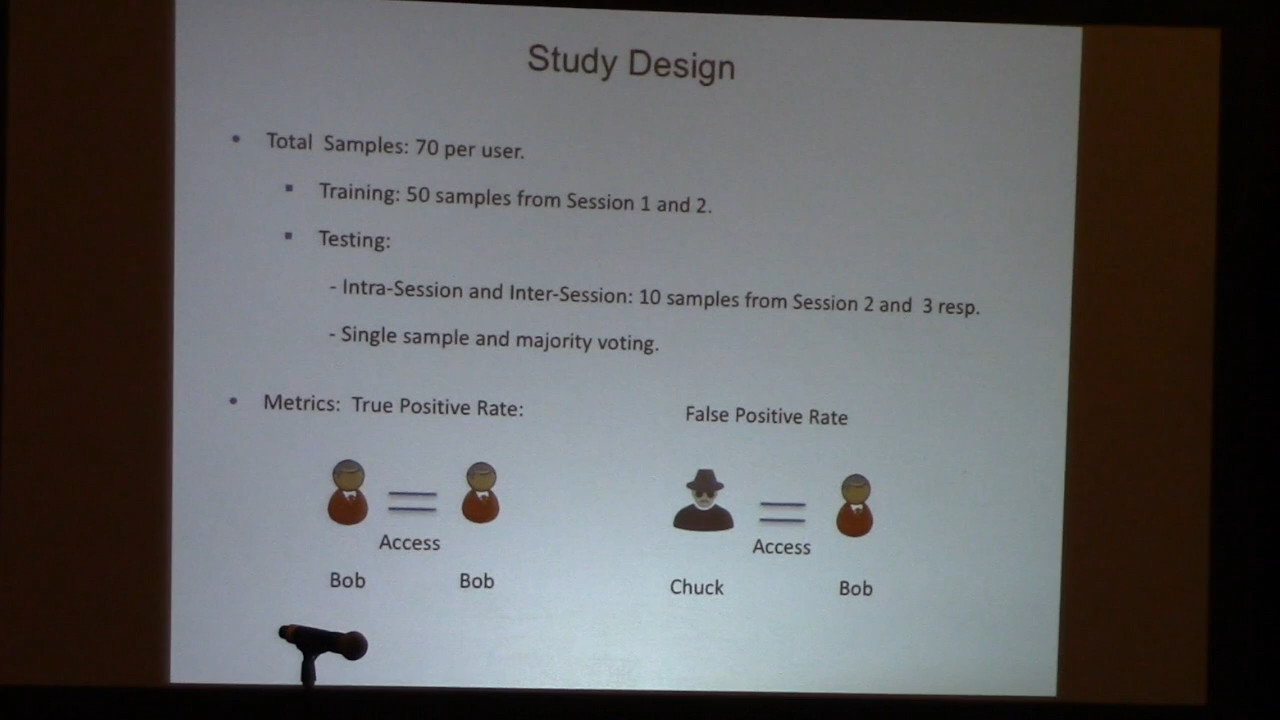 Study Design
Total Samples: 70 per user.
Training: 50 samples from Session 1 and 2.
Testing:
- Intra-Session and Inter-Session: 10 samples from Session 2 and 3 resp.
- Single sample and majority voting.
Metrics: True Positive Rate:
False Positive Rate
Access
Access
Bob
Bob
Chuck
Bob